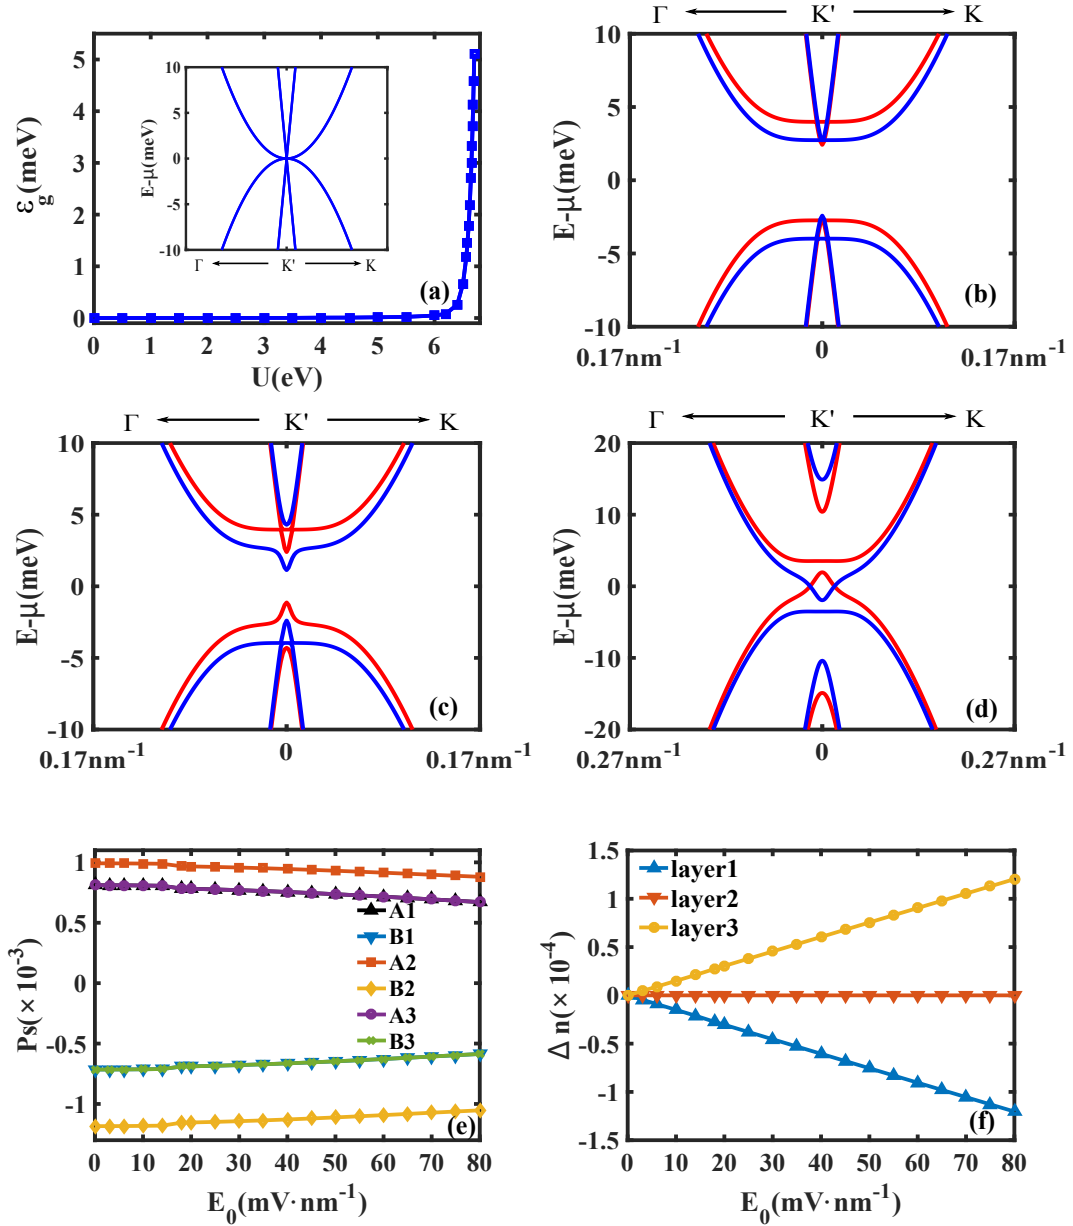 5
4
3
2
1
0
ε_g(meV)
0 1 2 3 4 5 6
U(eV)
(a)
10
5
0
-5
-10
E-μ(meV)
Γ K' K
Γ K' K
10
5
0
-5
-10
E-μ(meV)
0.17nm⁻¹ 0 0.17nm⁻¹
(b)
Γ K' K
10
5
0
-5
-10
E-μ(meV)
0.17nm⁻¹ 0 0.17nm⁻¹
(c)
Γ K' K
20
10
0
-10
-20
E-μ(meV)
0.27nm⁻¹ 0 0.27nm⁻¹
(d)
1
0.5
0
-0.5
-1
Ps(×10⁻³)
A1
B1
A2
B2
A3
B3
(e)
0 10 20 30 40 50 60 70 80
E₀(mV·nm⁻¹)
1.5
1
0.5
0
-0.5
-1
-1.5
Δn(×10⁻⁴)
layer1
layer2
layer3
(f)
0 10 20 30 40 50 60 70 80
E₀(mV·nm⁻¹)